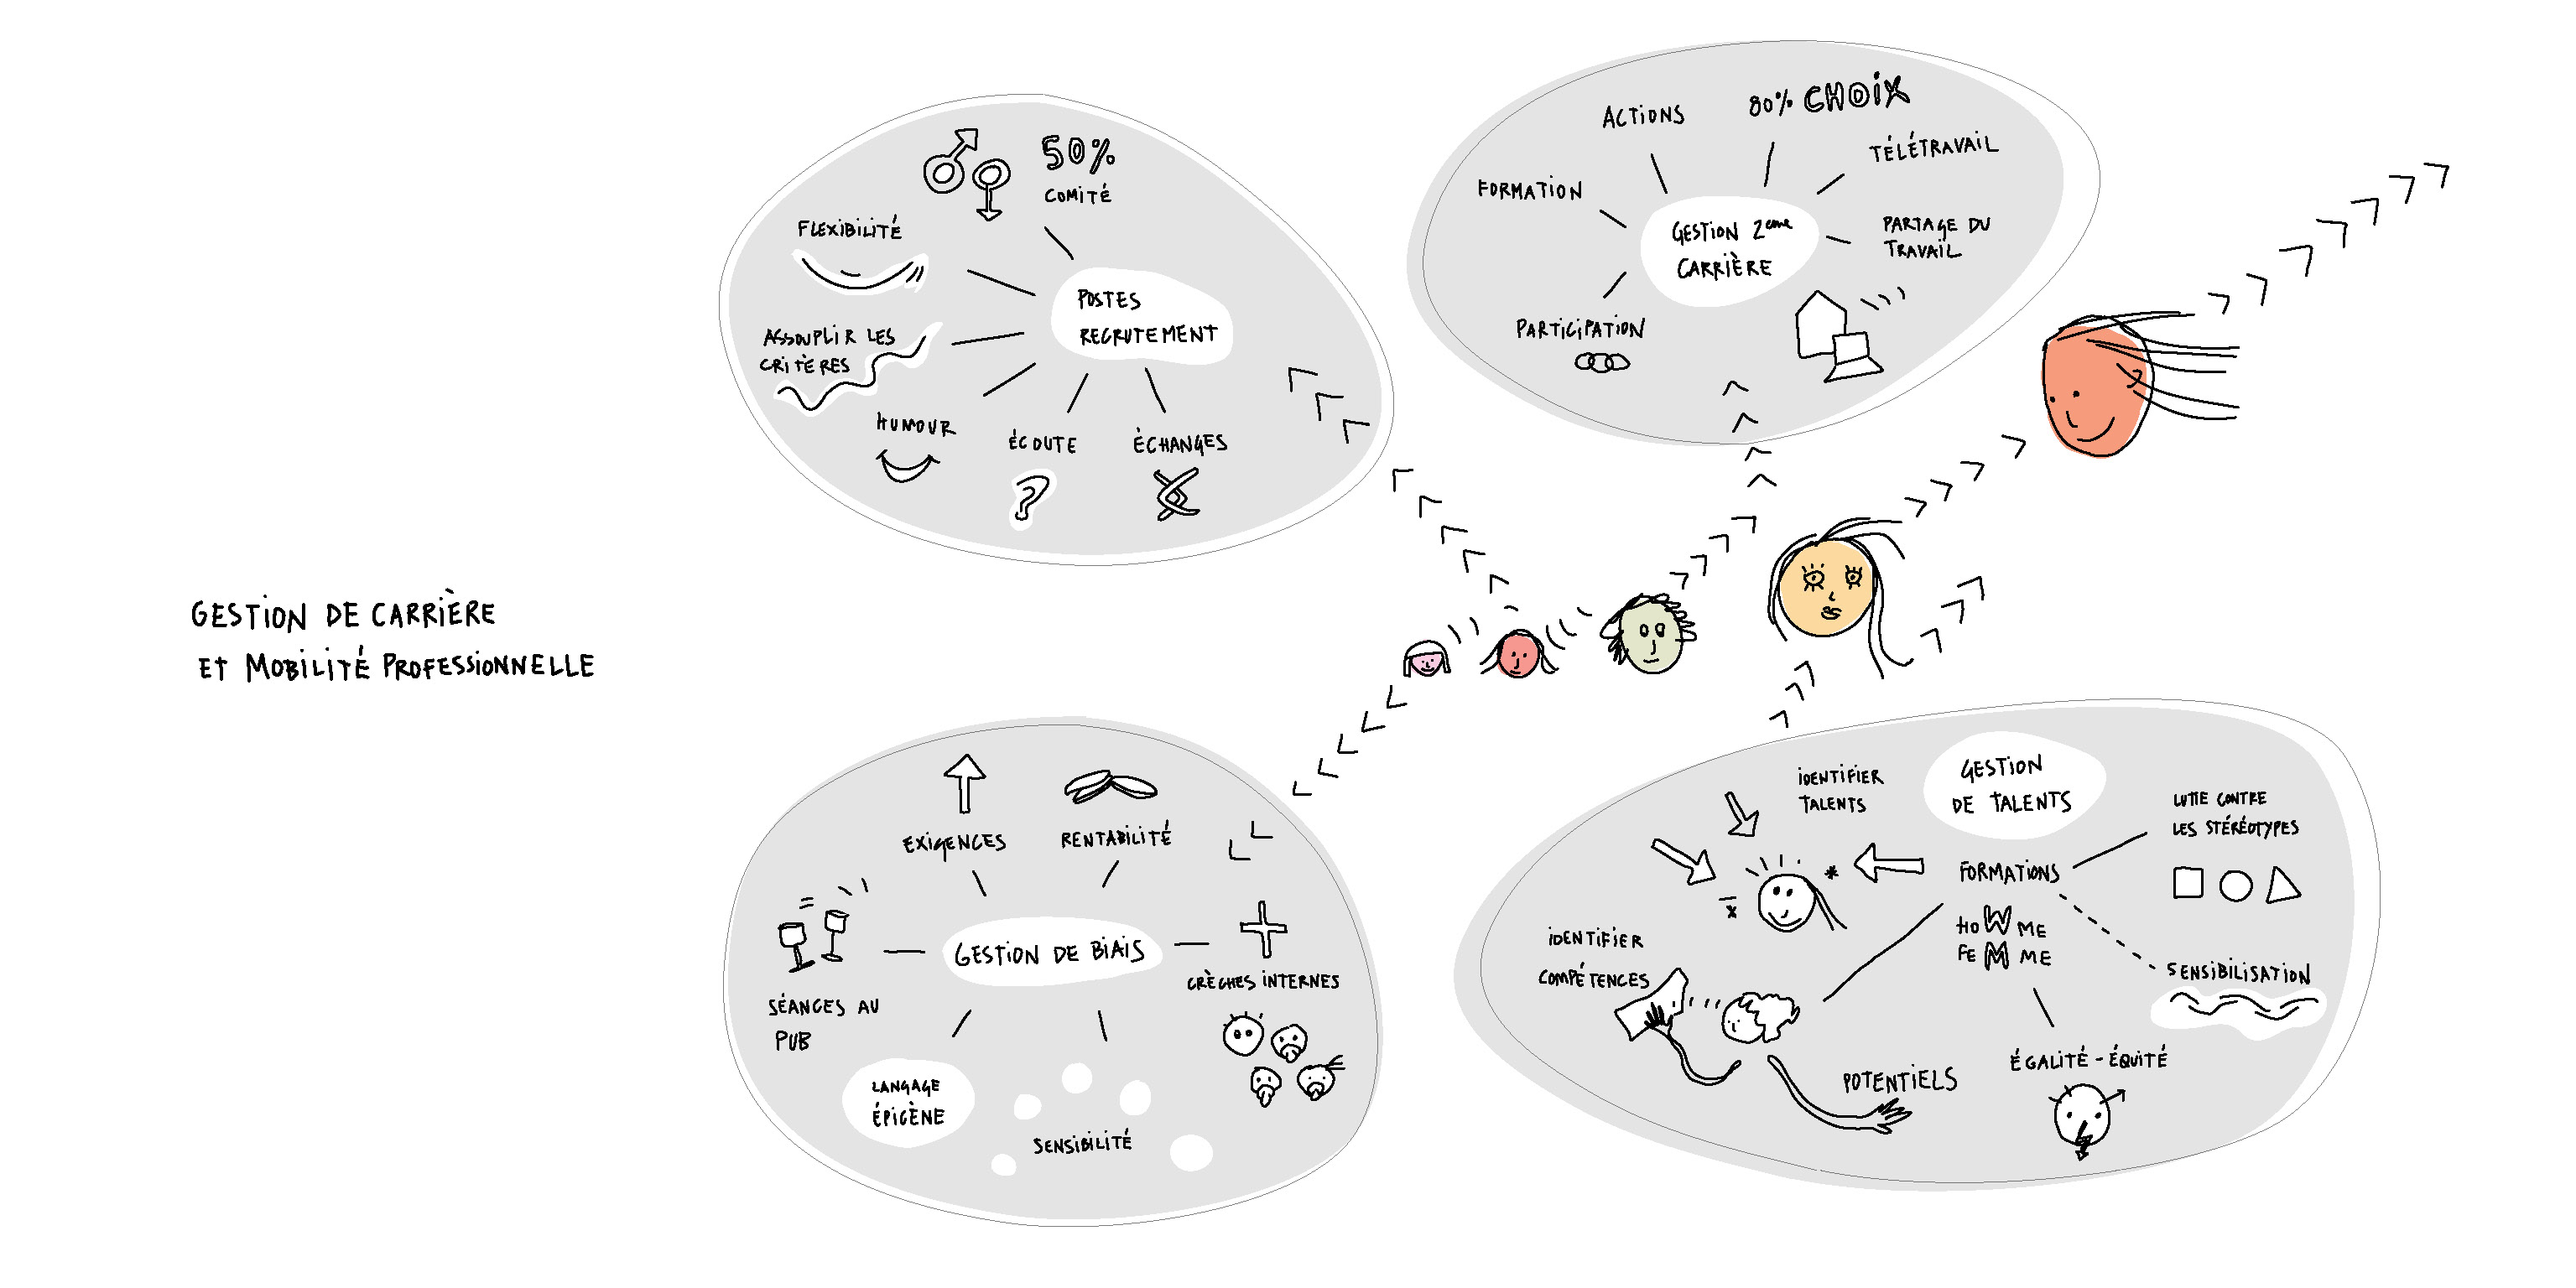 GESTION DE CARRIÈRE
ET MOBILITÉ PROFESSIONNELLE
50%
COMITÉ
FLEXIBILITÉ
ASSOUPLIR LES
CRITÈRES
HUMOUR
ÉCOUTE
?
ÉCHANGES
POSTES
RECRUTEMENT
ACTIONS
80% CHOIX
TÉLÉTRAVAIL
FORMATION
PARTAGE DU
TRAVAIL
GESTION 2ème
CARRIÈRE
PARTICIPATION
EXIGENCES
RENTABILITÉ
GESTION DE BIAIS
CRÈCHES INTERNES
SÉANCES AU
PUB
LANGAGE
ÉPICÈNE
SENSIBILITÉ
GESTION
DE TALENTS
IDENTIFIER
TALENTS
LUTTE CONTRE
LES STÉRÉOTYPES
FORMATIONS
HOWME
FEMME
IDENTIFIER
COMPÉTENCES
SENSIBILISATION
ÉGALITÉ - ÉQUITÉ
POTENTIELS